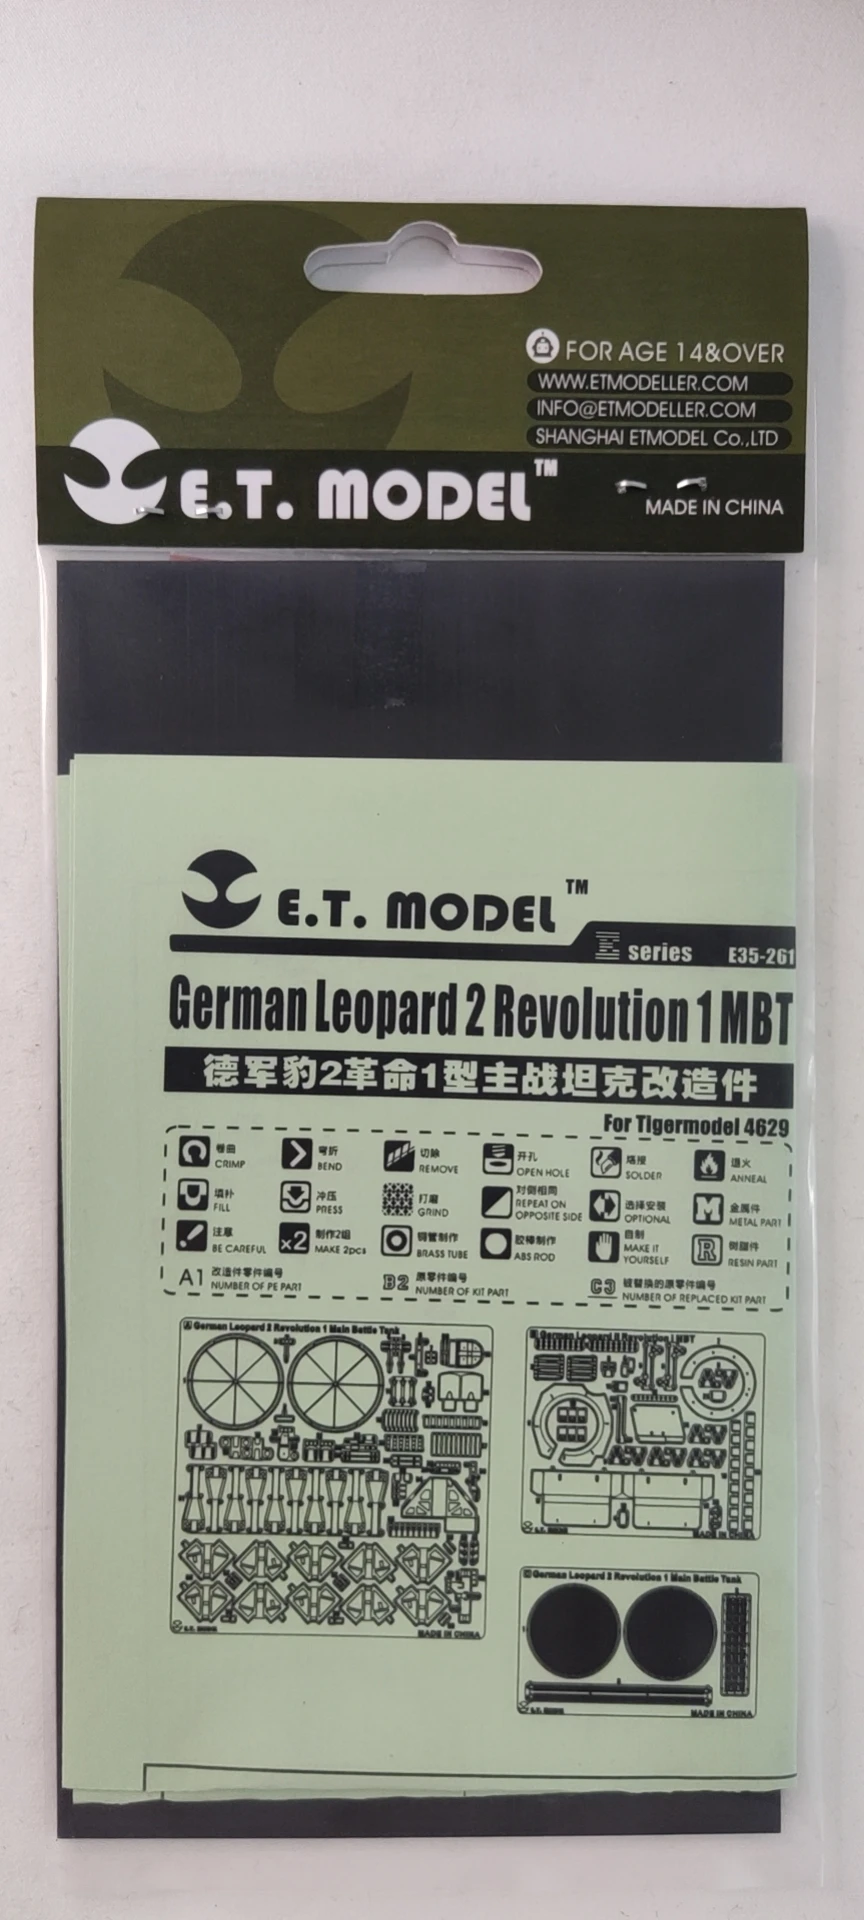 FOR AGE 14&OVER
WWW.ETMODELLER.COM
INFO@ETMODELLER.COM
SHANGHAI ETMODEL Co.,LTD
E.T. MODEL™
MADE IN CHINA
E.T. MODEL™
E series E35-261
German Leopard 2 Revolution 1 MBT
德军豹2革命1型主战坦克改造件
For Tigermodel 4629
卷曲 CRIMP
弯折 BEND
切除 REMOVE
开孔 OPEN HOLE
焊接 SOLDER
退火 ANNEAL
填补 FILL
冲压 PRESS
打磨 GRIND
对侧相同 REPEAT ON OPPOSITE SIDE
选择安装 OPTIONAL
M 金属件 METAL PART
注意 BE CAREFUL
x2 制作2组 MAKE 2pcs
铜管制作 BRASS TUBE
胶棒制作 ABS ROD
自制 MAKE IT YOURSELF
R 树脂件 RESIN PART
A1 改造件零件编号 NUMBER OF PE PART
B2 原零件编号 NUMBER OF KIT PART
C3 被替换的原零件编号 NUMBER OF REPLACED KIT PART
A German Leopard 2 Revolution 1 Main Battle Tank
E.T. MODEL
MADE IN CHINA
MADE IN CHINA
C German Leopard 2 Revolution 1 Main Battle Tank
MADE IN CHINA